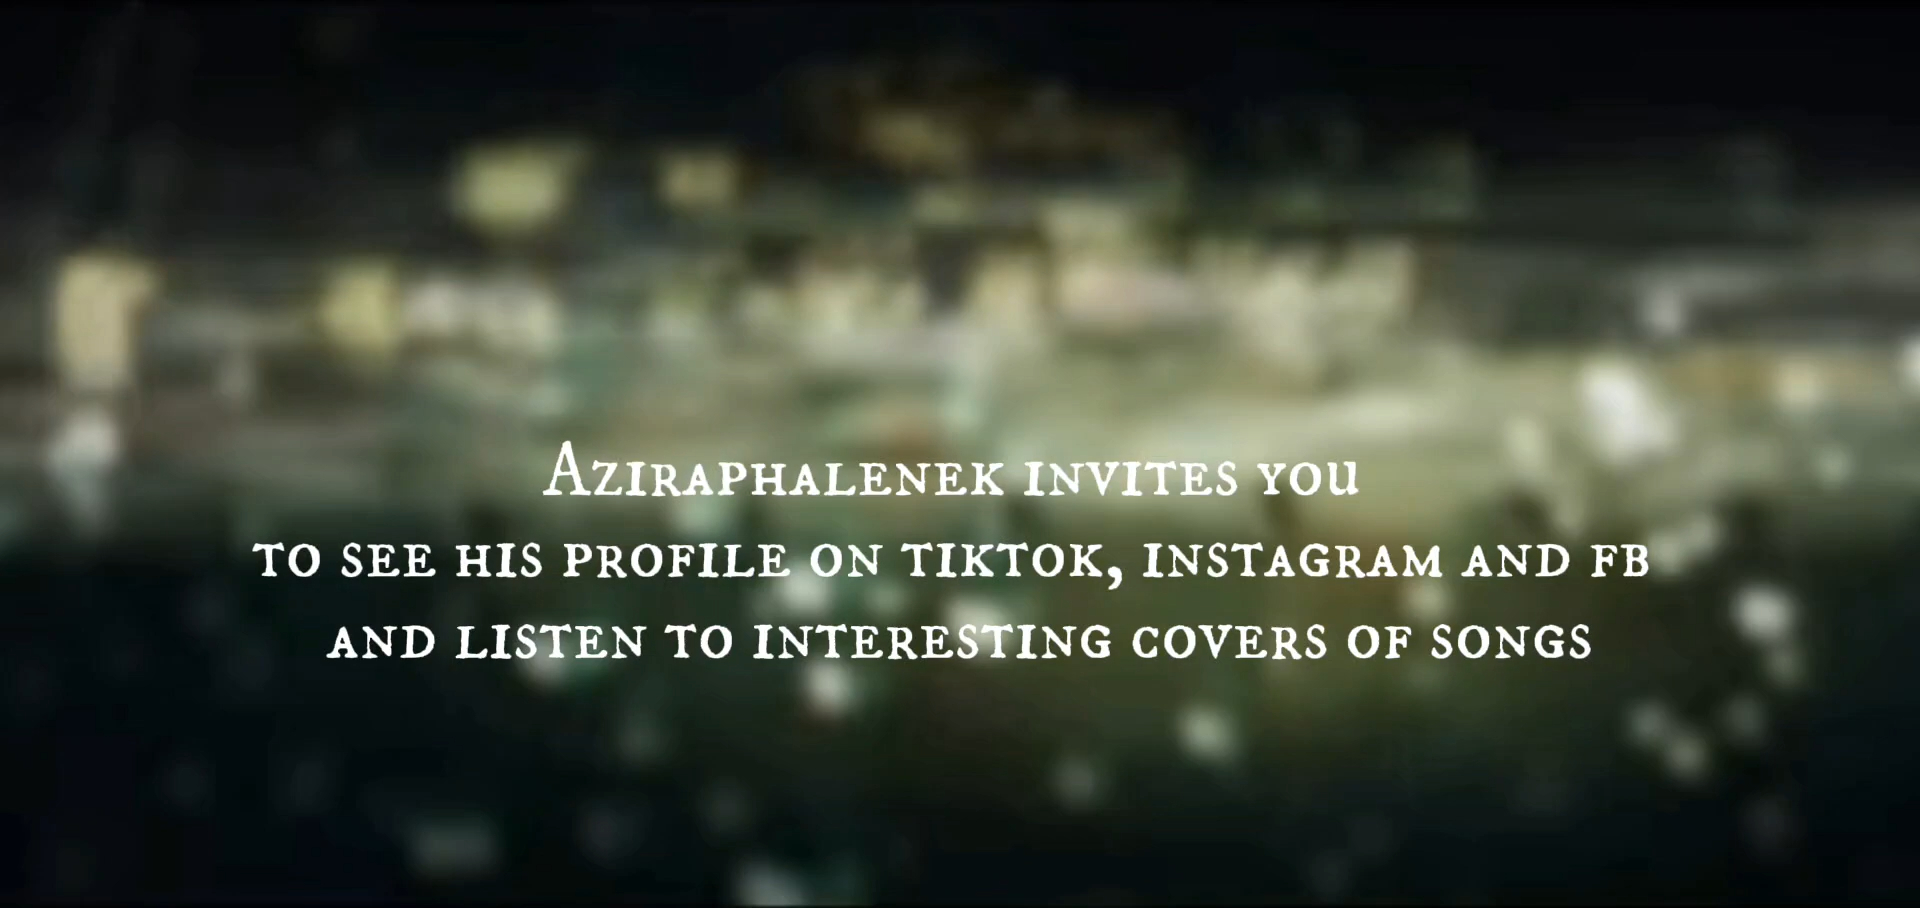 Aziraphalenek invites you
to see his profile on tiktok, instagram and fb
and listen to interesting covers of songs